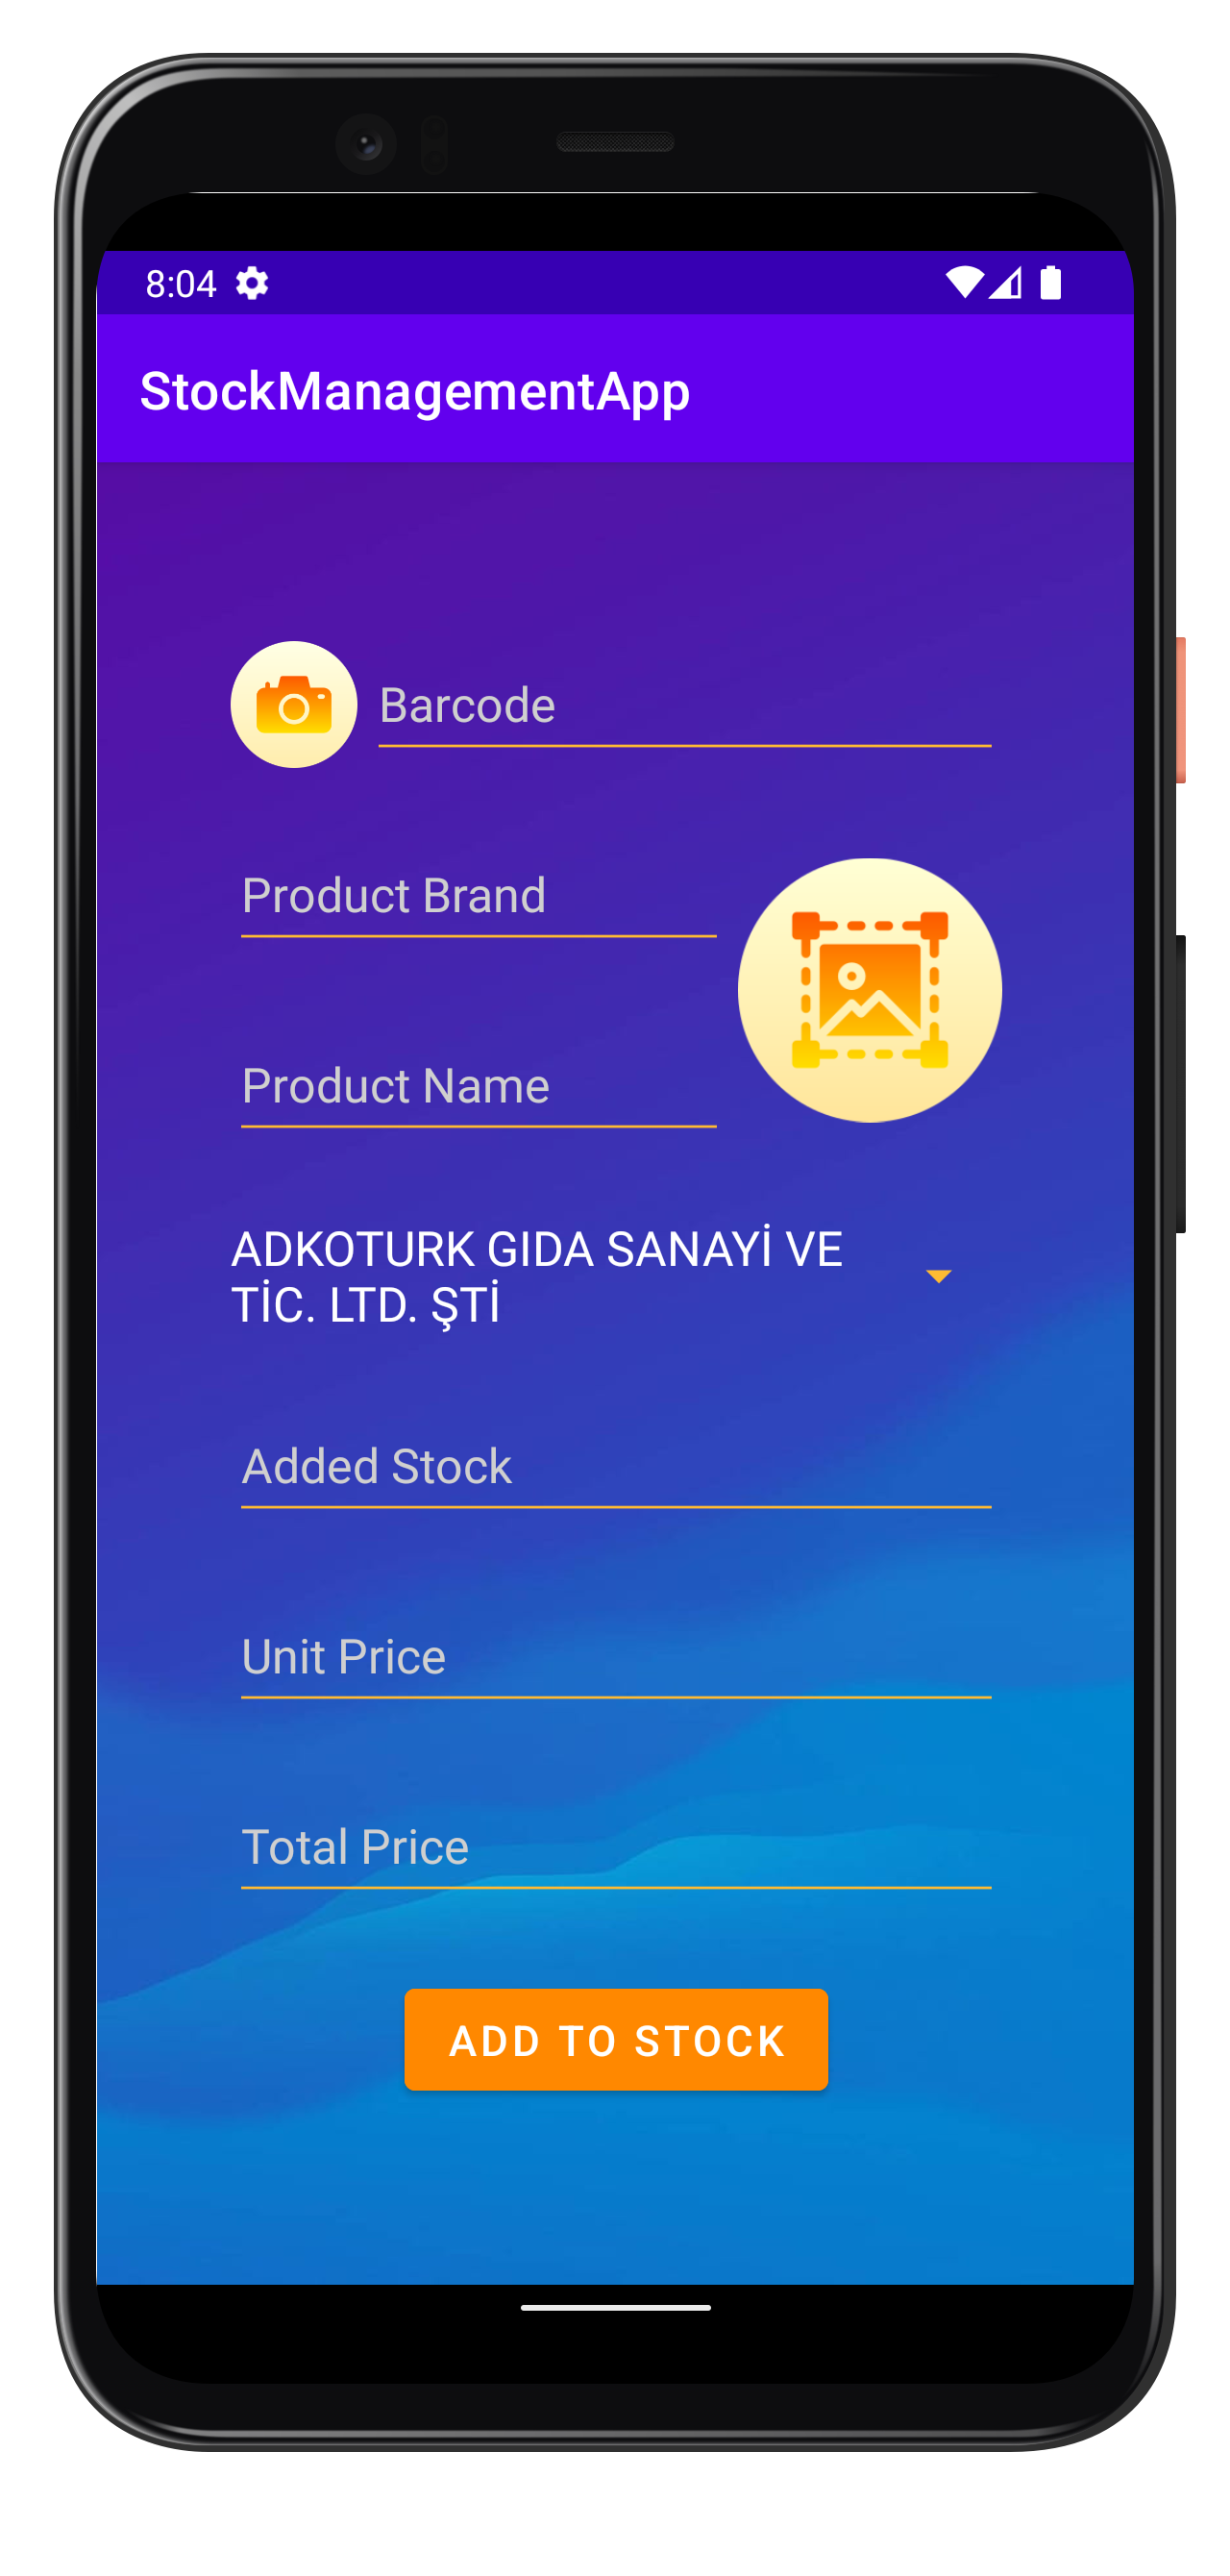 8:04
StockManagementApp
Barcode
Product Brand
Product Name
ADKOTURK GIDA SANAYİ VE
TİC. LTD. ŞTİ
Added Stock
Unit Price
Total Price
ADD TO STOCK